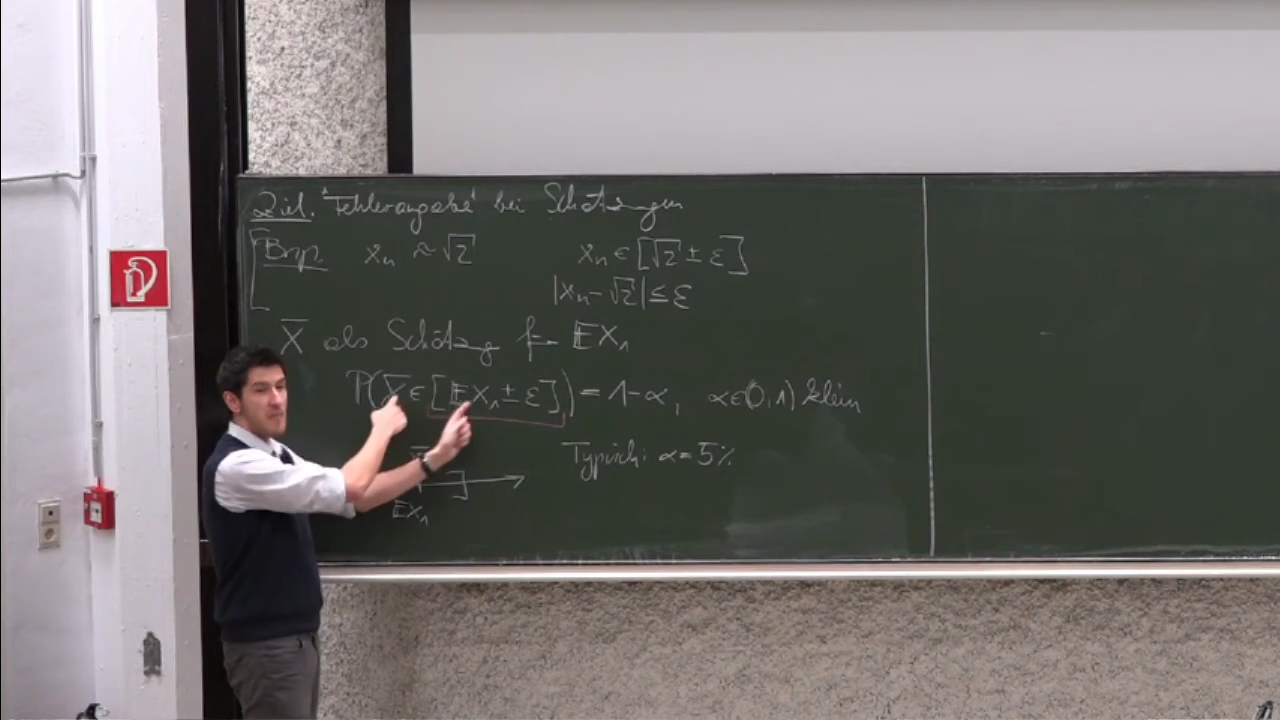 Ziel. "Fehlerangabe" bei Schätzungen
Bsp. xₙ ≈ √2 xₙ ∈ [√2 ± ε]
|xₙ - √2| ≤ ε
X̄ als Schätzung für 𝔼X₁
P(X̄ ∈ [𝔼X₁ ± ε]) = 1-α, α∈(0,1) klein
Typisch: α = 5%
𝔼X₁